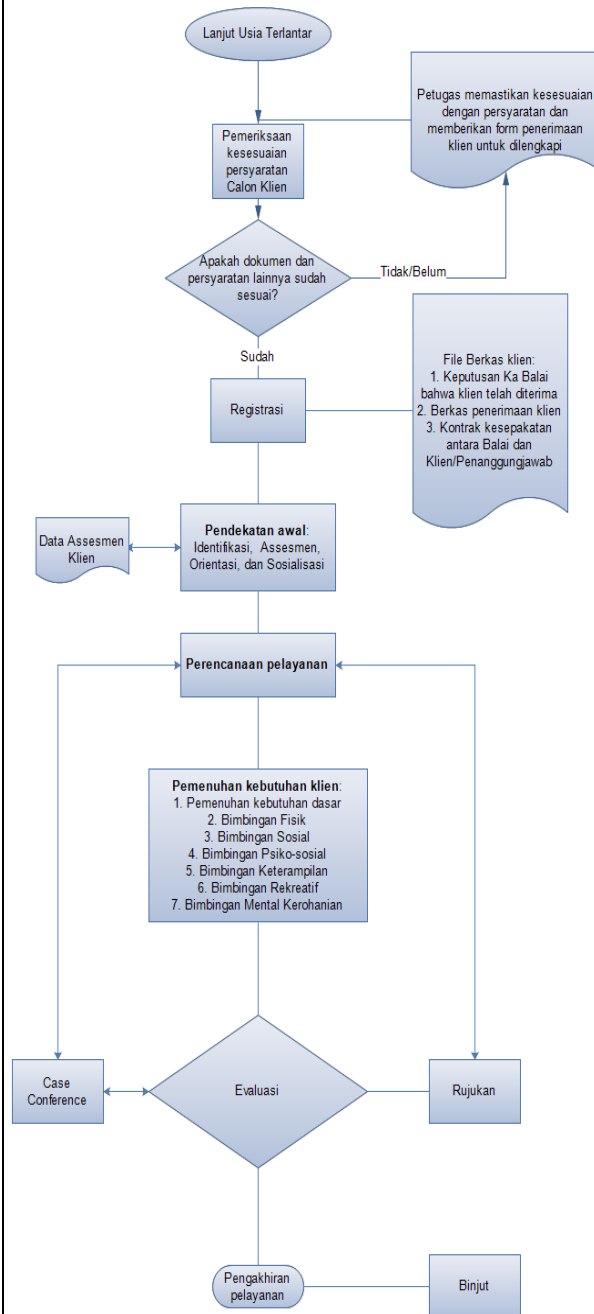 Lanjut Usia Terlantar
Petugas memastikan kesesuaian
dengan persyaratan dan
memberikan form penerimaan
klien untuk dilengkapi
Pemeriksaan
kesesuaian
persyaratan
Calon Klien
Apakah dokumen dan
persyaratan lainnya sudah
sesuai?
Tidak/Belum
Sudah
Registrasi
File Berkas klien:
1. Keputusan Ka Balai
bahwa klien telah diterima
2. Berkas penerimaan klien
3. Kontrak kesepakatan
antara Balai dan
Klien/Penanggungjawab
Data Assesmen
Klien
Pendekatan awal:
Identifikasi, Assesmen,
Orientasi, dan Sosialisasi
Perencanaan pelayanan
Pemenuhan kebutuhan klien:
1. Pemenuhan kebutuhan dasar
2. Bimbingan Fisik
3. Bimbingan Sosial
4. Bimbingan Psiko-sosial
5. Bimbingan Keterampilan
6. Bimbingan Rekreatif
7. Bimbingan Mental Kerohanian
Case
Conference
Evaluasi
Rujukan
Pengakhiran
pelayanan
Binjut